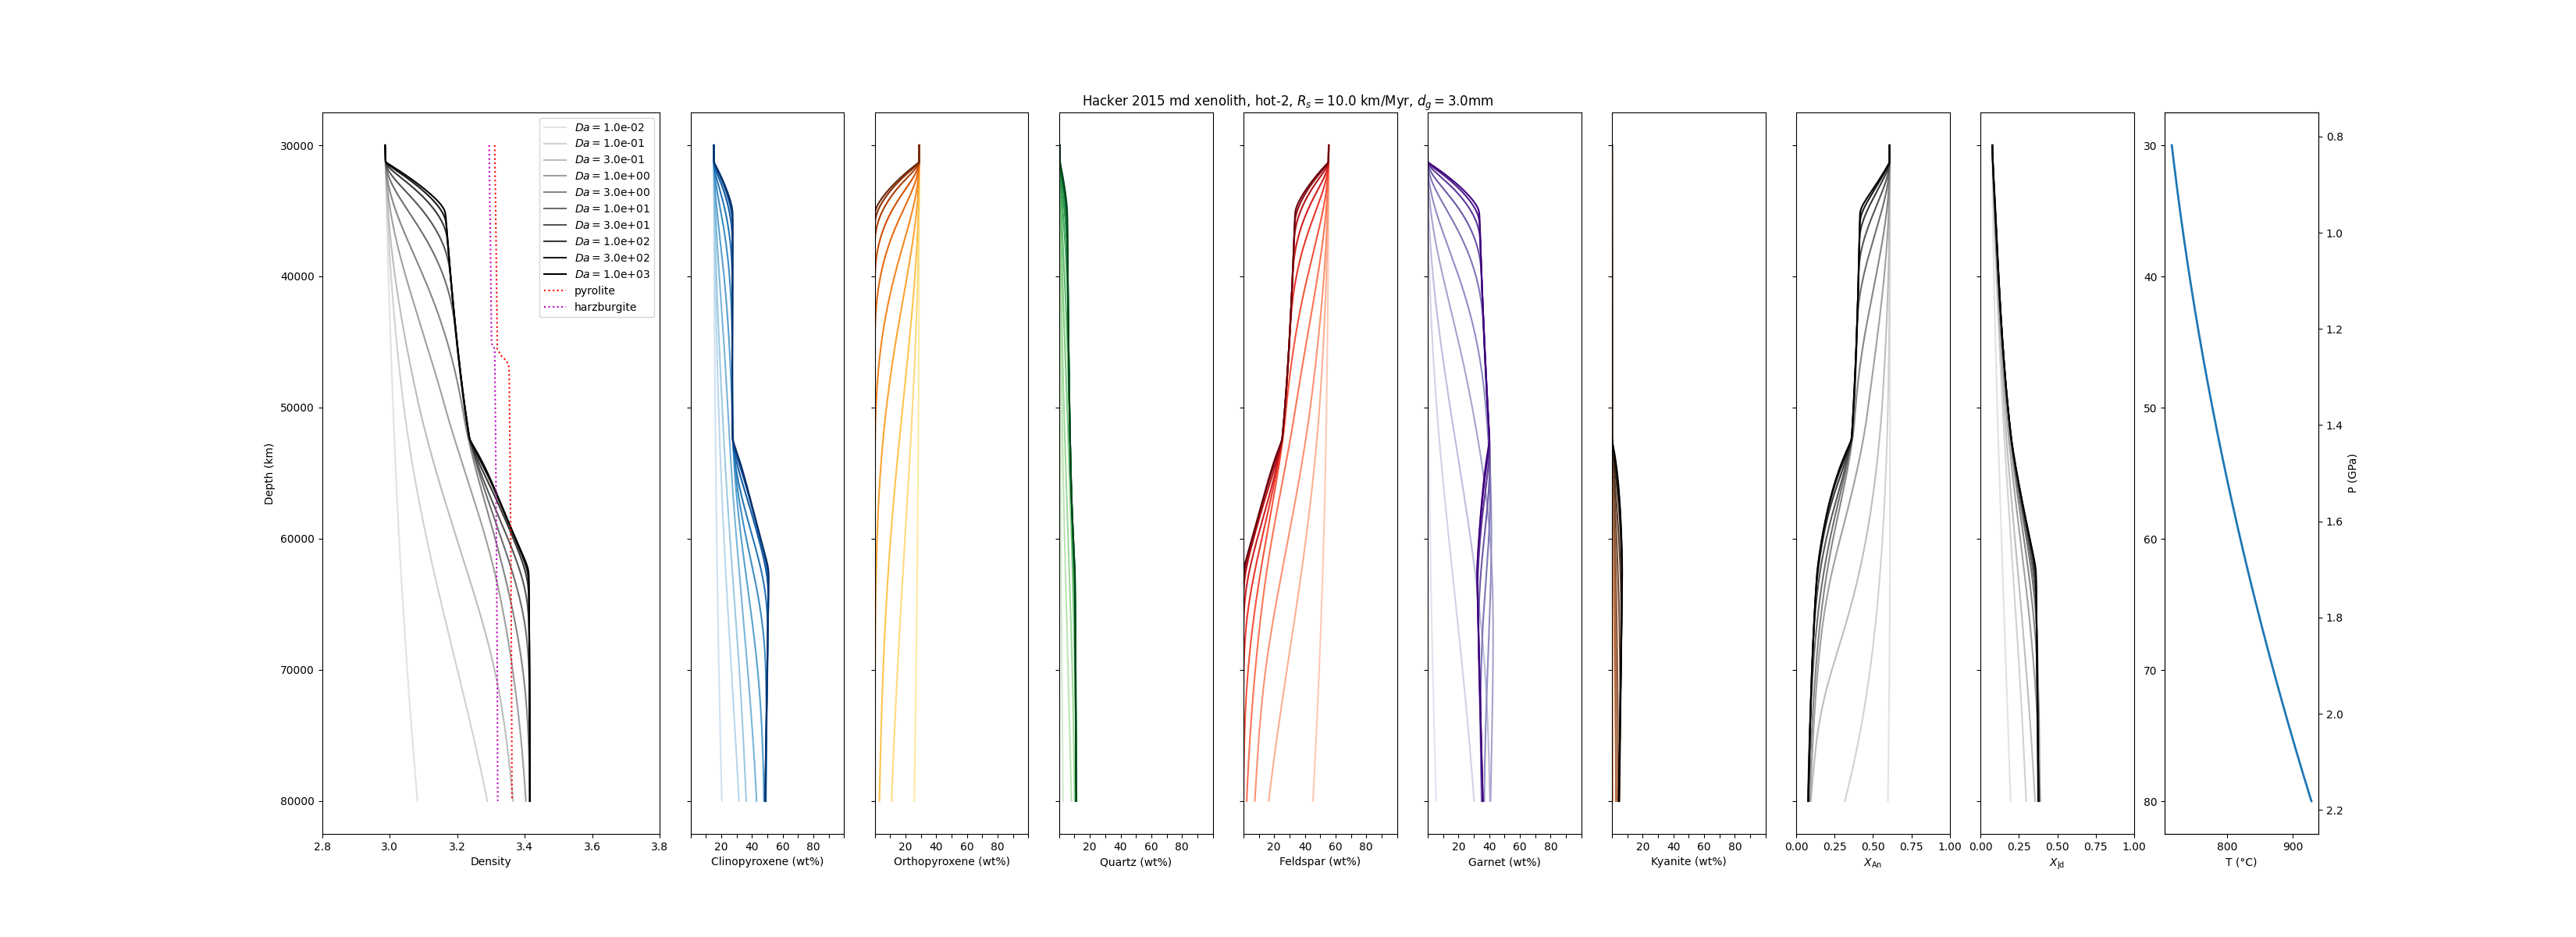 Hacker 2015 md xenolith, hot-2, Rₛ = 10.0 km/Myr, d_g = 3.0mm
Da = 1.0e-02
Da = 1.0e-01
Da = 3.0e-01
Da = 1.0e+00
Da = 3.0e+00
Da = 1.0e+01
Da = 3.0e+01
Da = 1.0e+02
Da = 3.0e+02
Da = 1.0e+03
pyrolite
harzburgite
30000
40000
50000
60000
70000
80000
Depth (km)
2.8 3.0 3.2 3.4 3.6 3.8
Density
20 40 60 80
Clinopyroxene (wt%)
20 40 60 80
Orthopyroxene (wt%)
20 40 60 80
Quartz (wt%)
20 40 60 80
Feldspar (wt%)
20 40 60 80
Garnet (wt%)
20 40 60 80
Kyanite (wt%)
0.00 0.25 0.50 0.75 1.00
X_An
0.00 0.25 0.50 0.75 1.00
X_Jd
30
40
50
60
70
80
800 900
T (°C)
0.8
1.0
1.2
1.4
1.6
1.8
2.0
2.2
P (GPa)